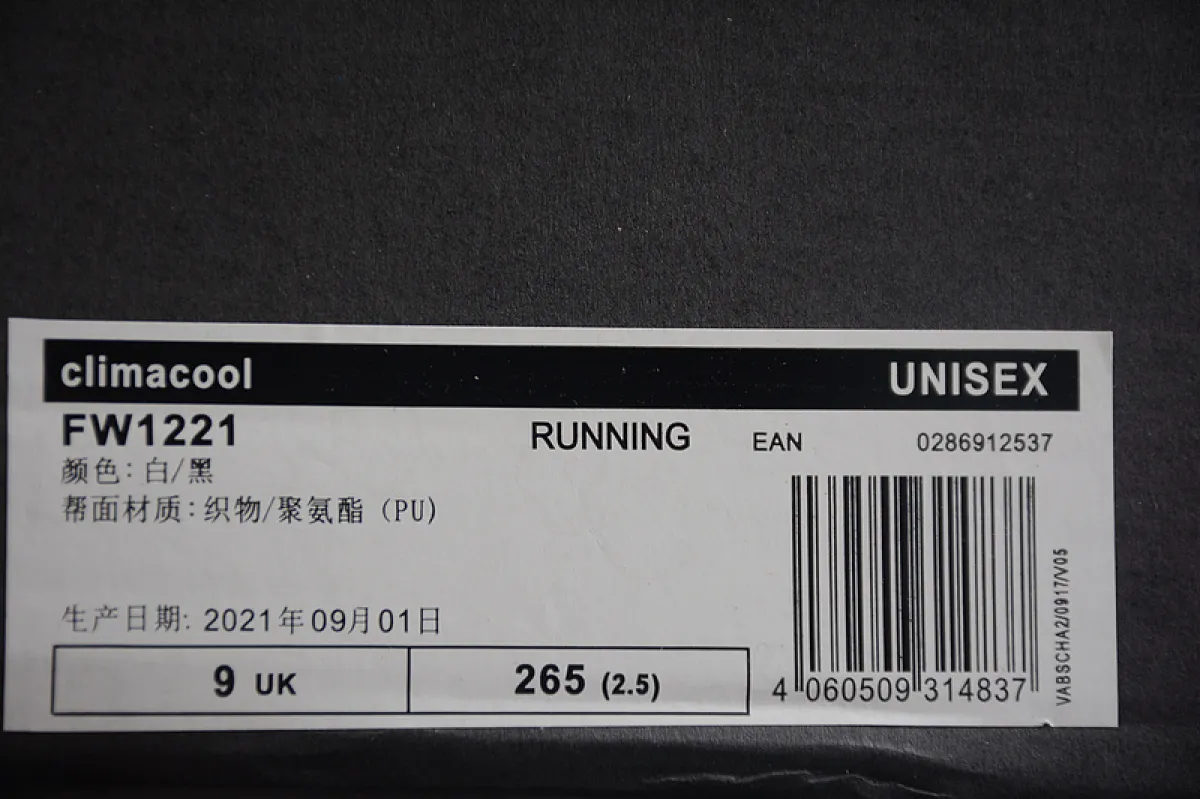 climacool UNISEX
FW1221 RUNNING EAN 0286912537
颜色: 白/黑
帮面材质: 织物/聚氨酯 (PU)
生产日期: 2021年09月01日
9 UK 265 (2.5)
4 060509 314837
VABSCHA2/0917/V05